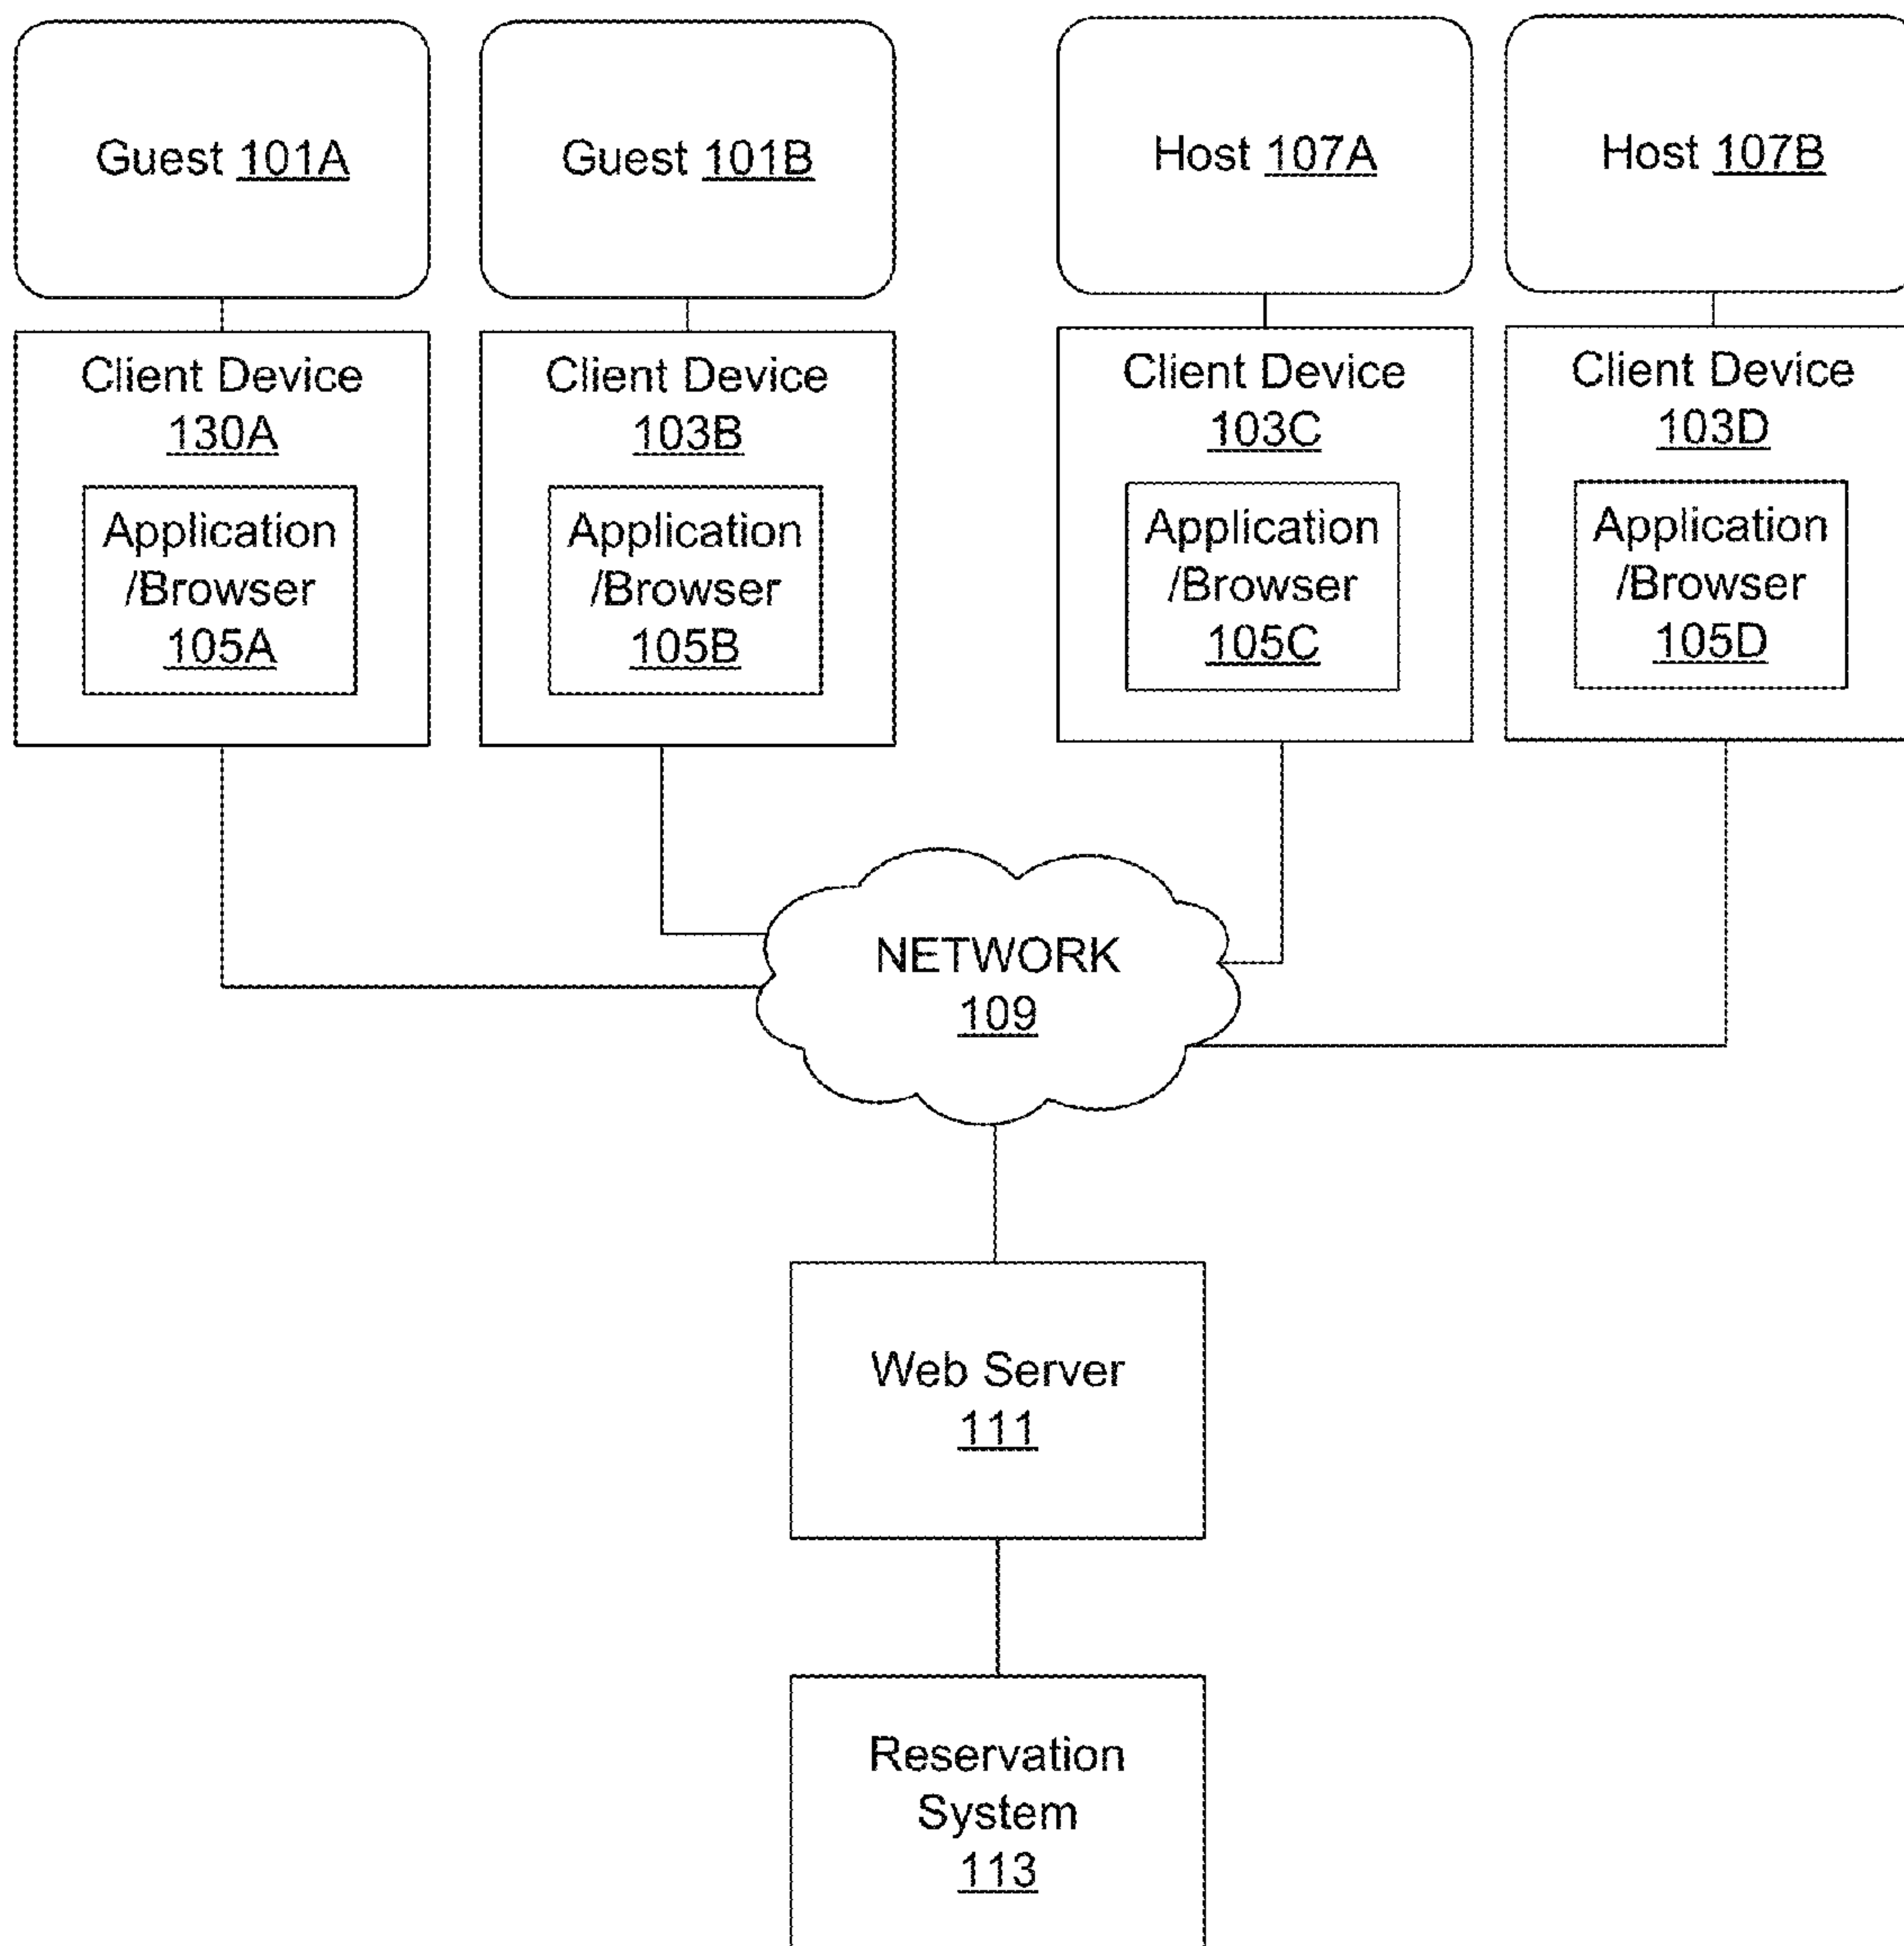 Guest 101A
Guest 101B
Host 107A
Host 107B
Client Device
130A
Application
/Browser
105A
Client Device
103B
Application
/Browser
105B
Client Device
103C
Application
/Browser
105C
Client Device
103D
Application
/Browser
105D
NETWORK
109
Web Server
111
Reservation
System
113